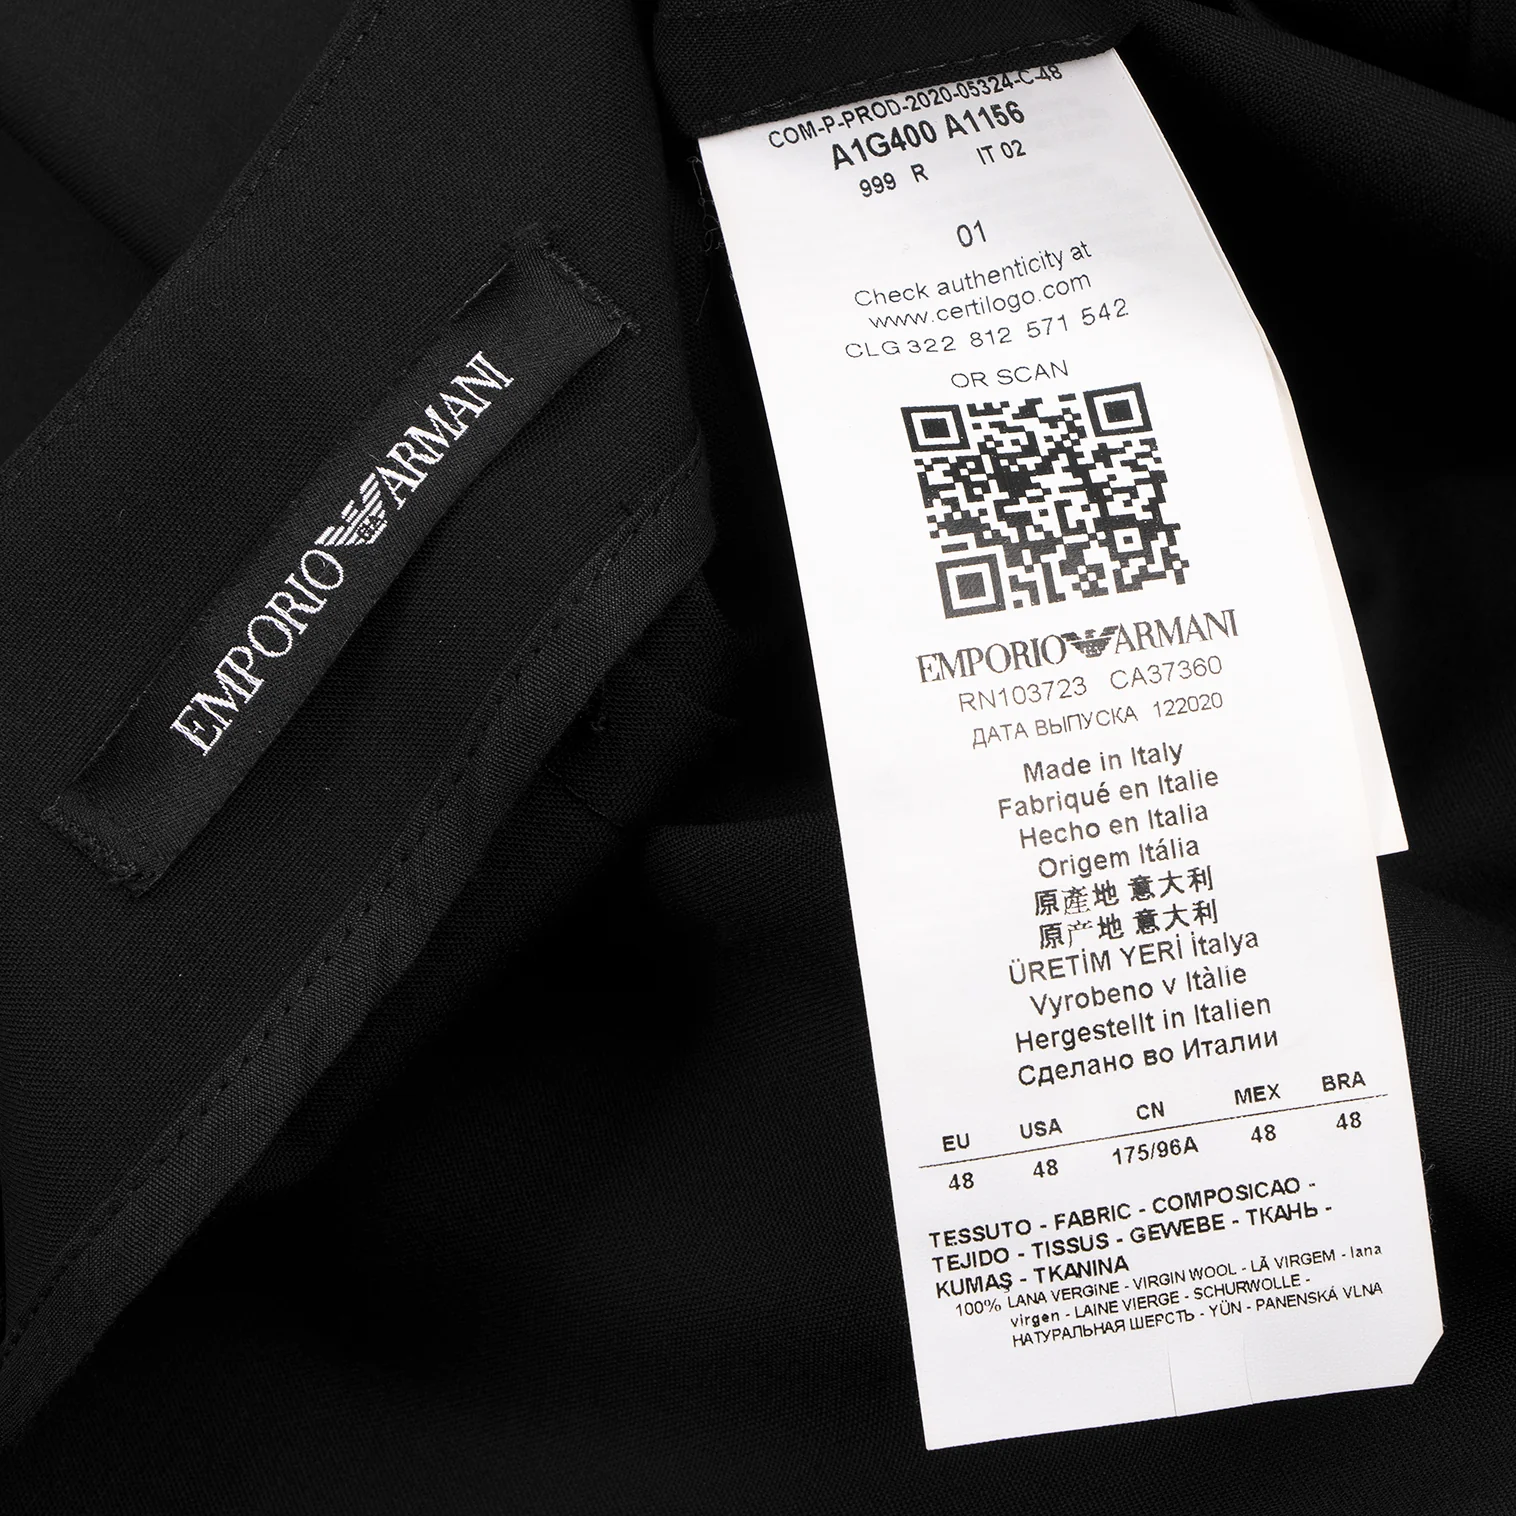 EMPORIO ARMANI
COM-P-PROD-2020-05324-C-48
A1G400 A1156
999 R IT 02
01
Check authenticity at
www.certilogo.com
CLG 322 812 571 542
OR SCAN
EMPORIO ARMANI
RN103723 CA37360
ДАТА ВЫПУСКА 122020
Made in Italy
Fabriqué en Italie
Hecho en Italia
Origem Itália
原產地 意大利
原产地 意大利
ÜRETİM YERİ İtalya
Vyrobeno v Itàlie
Hergestellt in Italien
Сделано во Италии
EU USA CN MEX BRA
48 48 175/96A 48 48
TESSUTO - FABRIC - COMPOSICAO -
TEJIDO - TISSUS - GEWEBE - ТКАНЬ -
KUMAŞ - TKANINA
100% LANA VERGINE - VIRGIN WOOL - LÃ VIRGEM - lana
virgen - LAINE VIERGE - SCHURWOLLE -
НАТУРАЛЬНАЯ ШЕРСТЬ - YÜN - PANENSKÁ VLNA